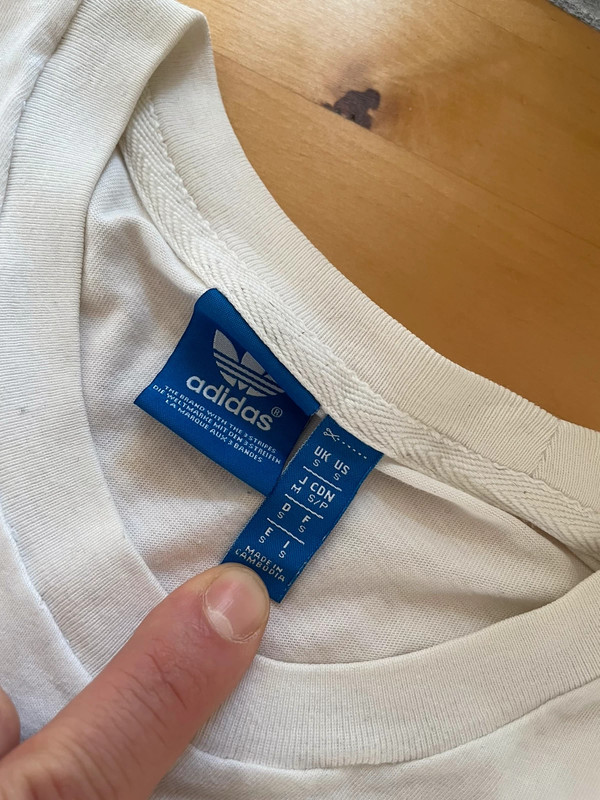 adidas®
THE BRAND WITH THE 3 STRIPES
DIE WELTMARKE MIT DEN 3 STREIFEN
LA MARQUE AUX 3 BANDES
UK US
S S
J CDN
M S/P
D F
S S
E I
S S
MADE IN
CAMBODIA